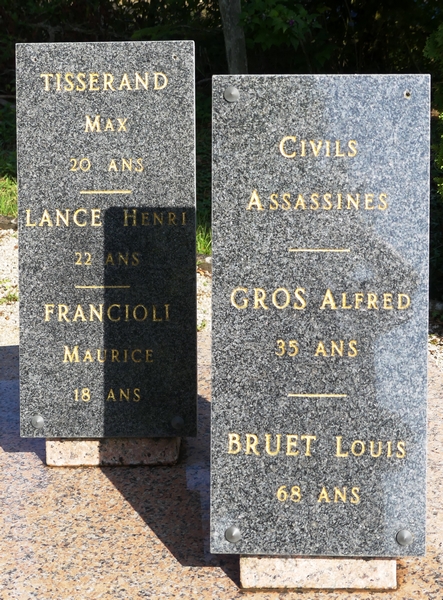 TISSERAND
MAX
20 ANS
LANCE HENRI
22 ANS
FRANCIOLI
MAURICE
18 ANS
CIVILS
ASSASSINES
GROS ALFRED
35 ANS
BRUET LOUIS
68 ANS